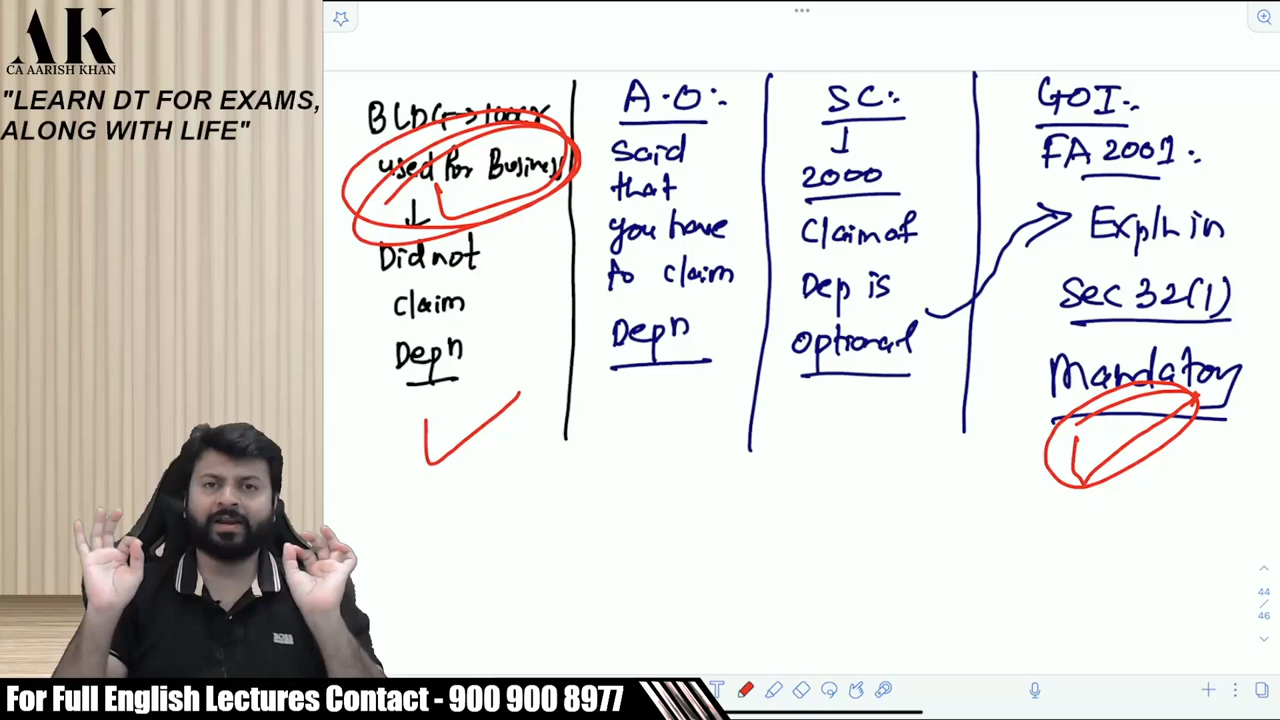 AK
CA AARISH KHAN
"LEARN DT FOR EXAMS,
ALONG WITH LIFE"
used for Business
↓
Did not
claim
Depn
A.O:-
Said
that
you have
to claim
Depn
SC:-
↓
2000
Claim of
Dep is
optional
GOI:-
FA 2001:-
Expln in
Sec 32(1)
Mandatory
44
/
46
T
For Full English Lectures Contact - 900 900 8977